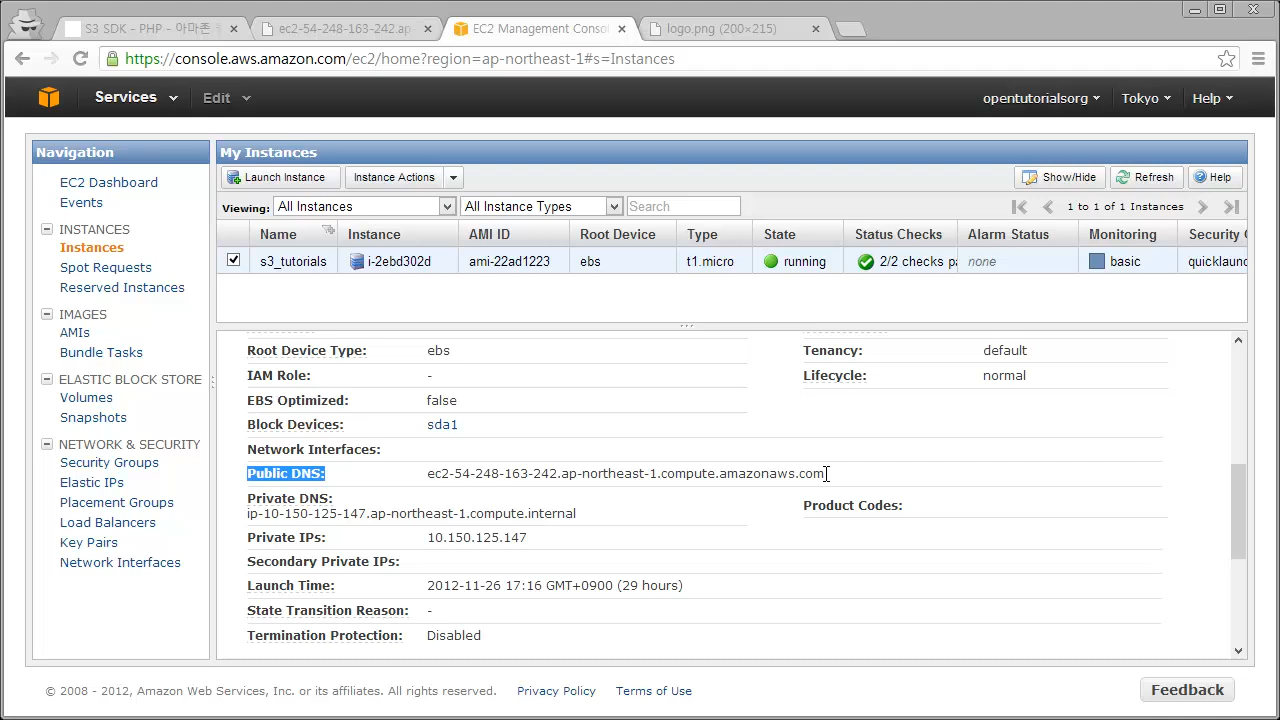 S3 SDK - PHP - 아마존
ec2-54-248-163-242.ap
EC2 Management Conso
logo.png (200×215)
https://console.aws.amazon.com/ec2/home?region=ap-northeast-1#s=Instances
Services Edit opentutorialsorg Tokyo Help
Navigation
EC2 Dashboard
Events
INSTANCES
Instances
Spot Requests
Reserved Instances
IMAGES
AMIs
Bundle Tasks
ELASTIC BLOCK STORE
Volumes
Snapshots
NETWORK & SECURITY
Security Groups
Elastic IPs
Placement Groups
Load Balancers
Key Pairs
Network Interfaces
My Instances
Launch Instance Instance Actions Show/Hide Refresh Help
Viewing: All Instances All Instance Types Search 1 to 1 of 1 Instances
Name Instance AMI ID Root Device Type State Status Checks Alarm Status Monitoring Security G
s3_tutorials i-2ebd302d ami-22ad1223 ebs t1.micro running 2/2 checks pa none basic quicklaunc
Root Device Type: ebs Tenancy: default
IAM Role: - Lifecycle: normal
EBS Optimized: false
Block Devices: sda1
Network Interfaces:
Public DNS: ec2-54-248-163-242.ap-northeast-1.compute.amazonaws.com
Private DNS:
ip-10-150-125-147.ap-northeast-1.compute.internal
Product Codes:
Private IPs: 10.150.125.147
Secondary Private IPs:
Launch Time: 2012-11-26 17:16 GMT+0900 (29 hours)
State Transition Reason: -
Termination Protection: Disabled
© 2008 - 2012, Amazon Web Services, Inc. or its affiliates. All rights reserved. Privacy Policy Terms of Use
Feedback